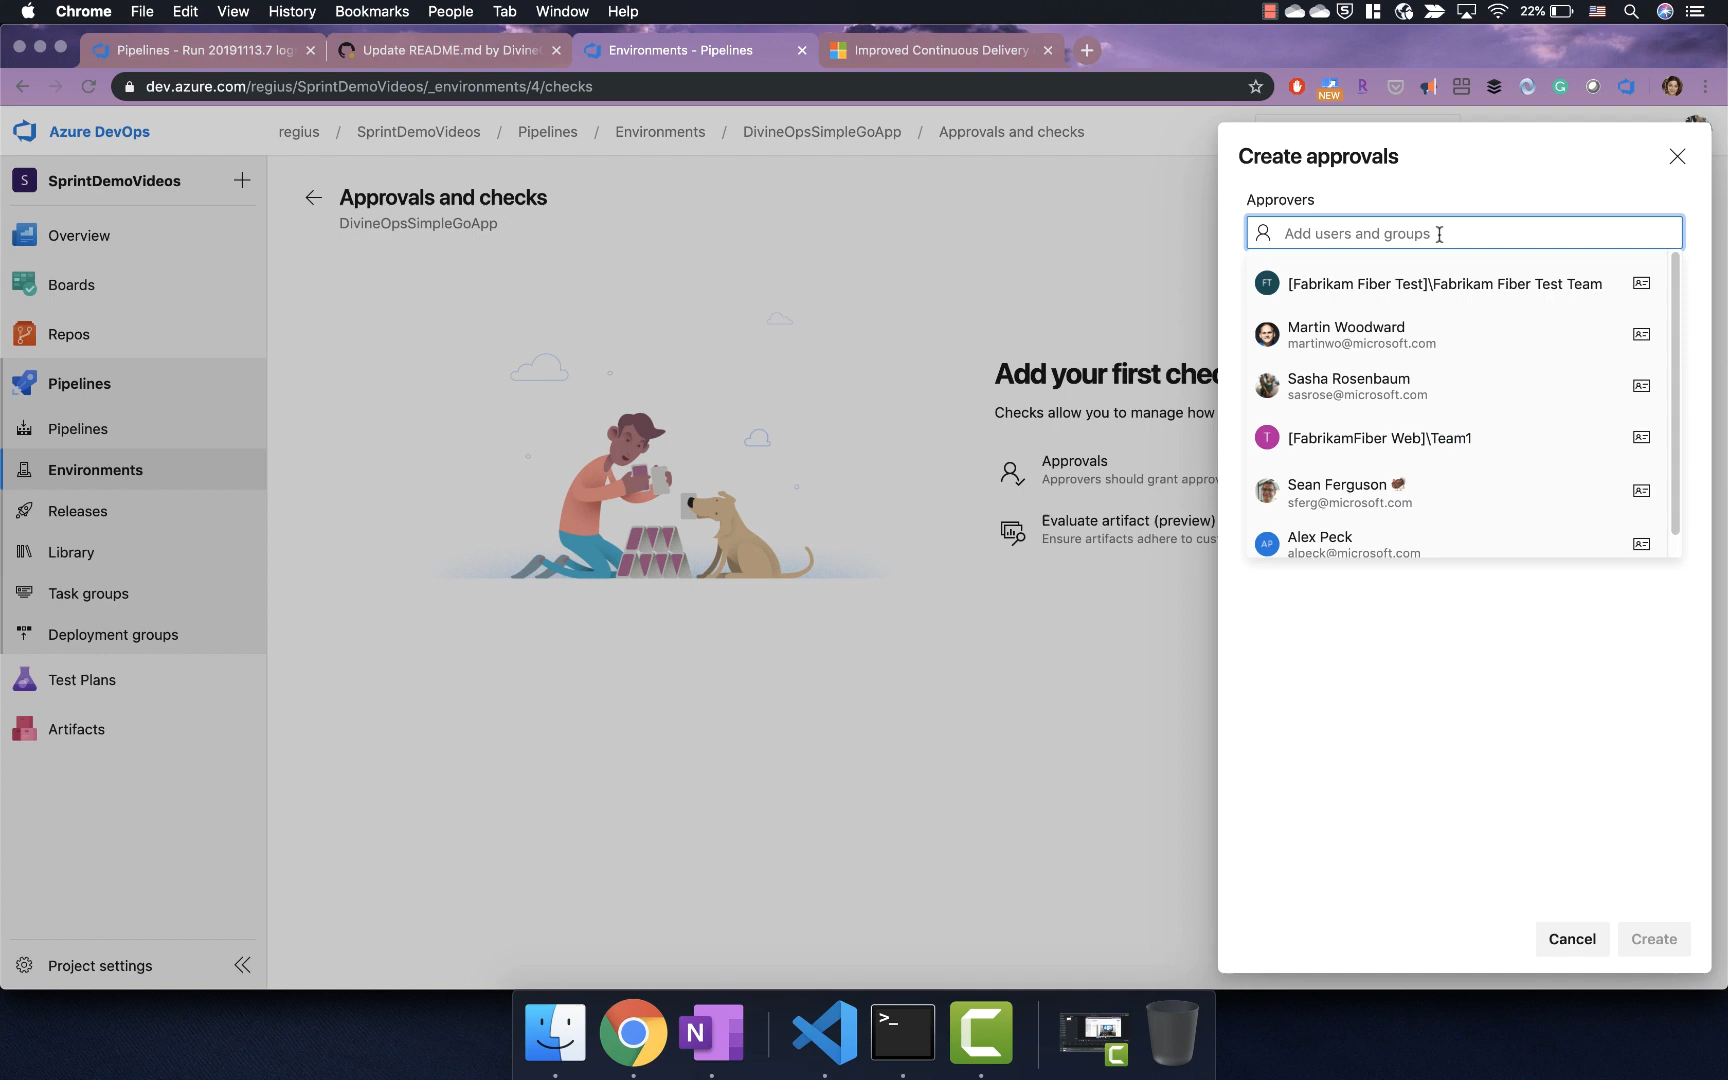 Chrome File Edit View History Bookmarks People Tab Window Help
22%
Pipelines - Run 20191113.7 log
Update README.md by Divine
Environments - Pipelines
Improved Continuous Delivery
dev.azure.com/regius/SprintDemoVideos/_environments/4/checks
NEW
R
G
Azure DevOps
regius / SprintDemoVideos / Pipelines / Environments / DivineOpsSimpleGoApp / Approvals and checks
S SprintDemoVideos
Overview
Boards
Repos
Pipelines
Pipelines
Environments
Releases
Library
Task groups
Deployment groups
Test Plans
Artifacts
Project settings
Approvals and checks
DivineOpsSimpleGoApp
Add your first chec
Checks allow you to manage how
Approvals
Approvers should grant approv
Evaluate artifact (preview)
Ensure artifacts adhere to cus
Create approvals
Approvers
Add users and groups
FT [Fabrikam Fiber Test]\Fabrikam Fiber Test Team
Martin Woodward
martinwo@microsoft.com
Sasha Rosenbaum
sasrose@microsoft.com
T [FabrikamFiber Web]\Team1
Sean Ferguson
sferg@microsoft.com
AP Alex Peck
alpeck@microsoft.com
Cancel Create
N
>_
C